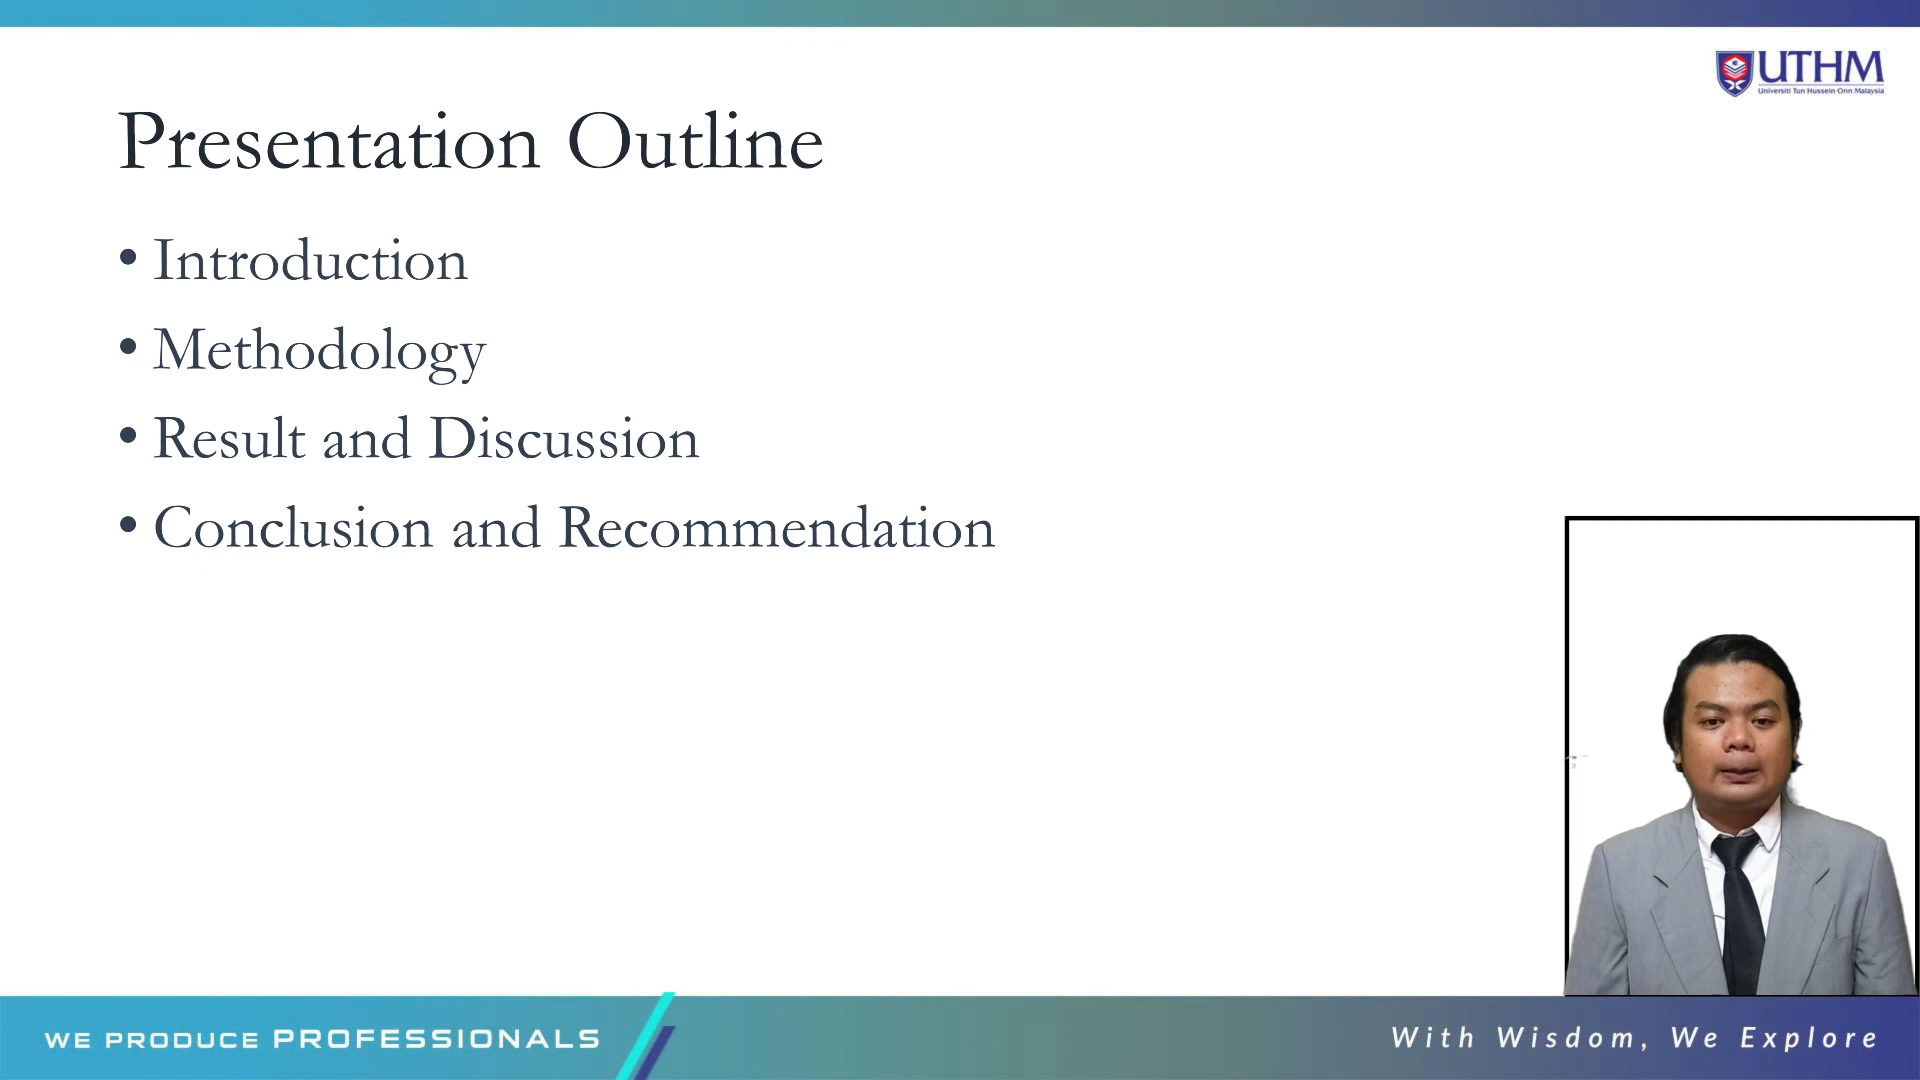 UTHM
Universiti Tun Hussein Onn Malaysia
Presentation Outline
• Introduction
• Methodology
• Result and Discussion
• Conclusion and Recommendation
WE PRODUCE PROFESSIONALS
With Wisdom, We Explore